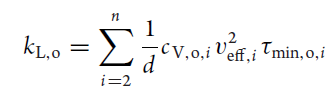 k_{L,o} = \sum_{i=2}^{n} \frac{1}{d} c_{V,o,i} v_{eff,i}^{2} \tau_{min,o,i}